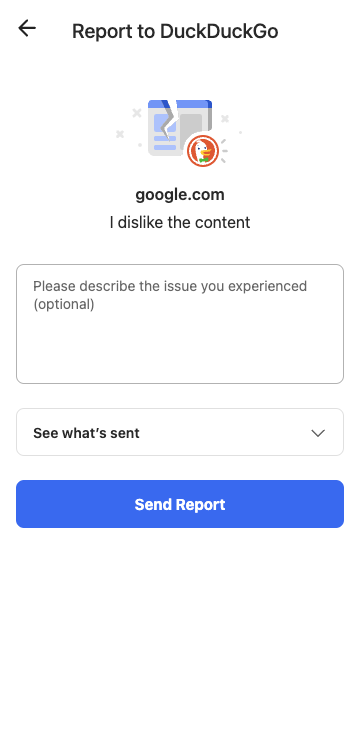 Report to DuckDuckGo
google.com
I dislike the content
Please describe the issue you experienced
(optional)
See what's sent
Send Report